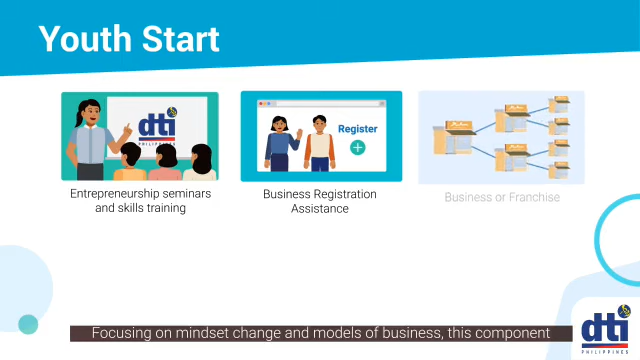 Youth Start
dti
PHILIPPINES
Register
Entrepreneurship seminars
and skills training
Business Registration
Assistance
Business or Franchise
Focusing on mindset change and models of business, this component
dti
PHILIPPINES